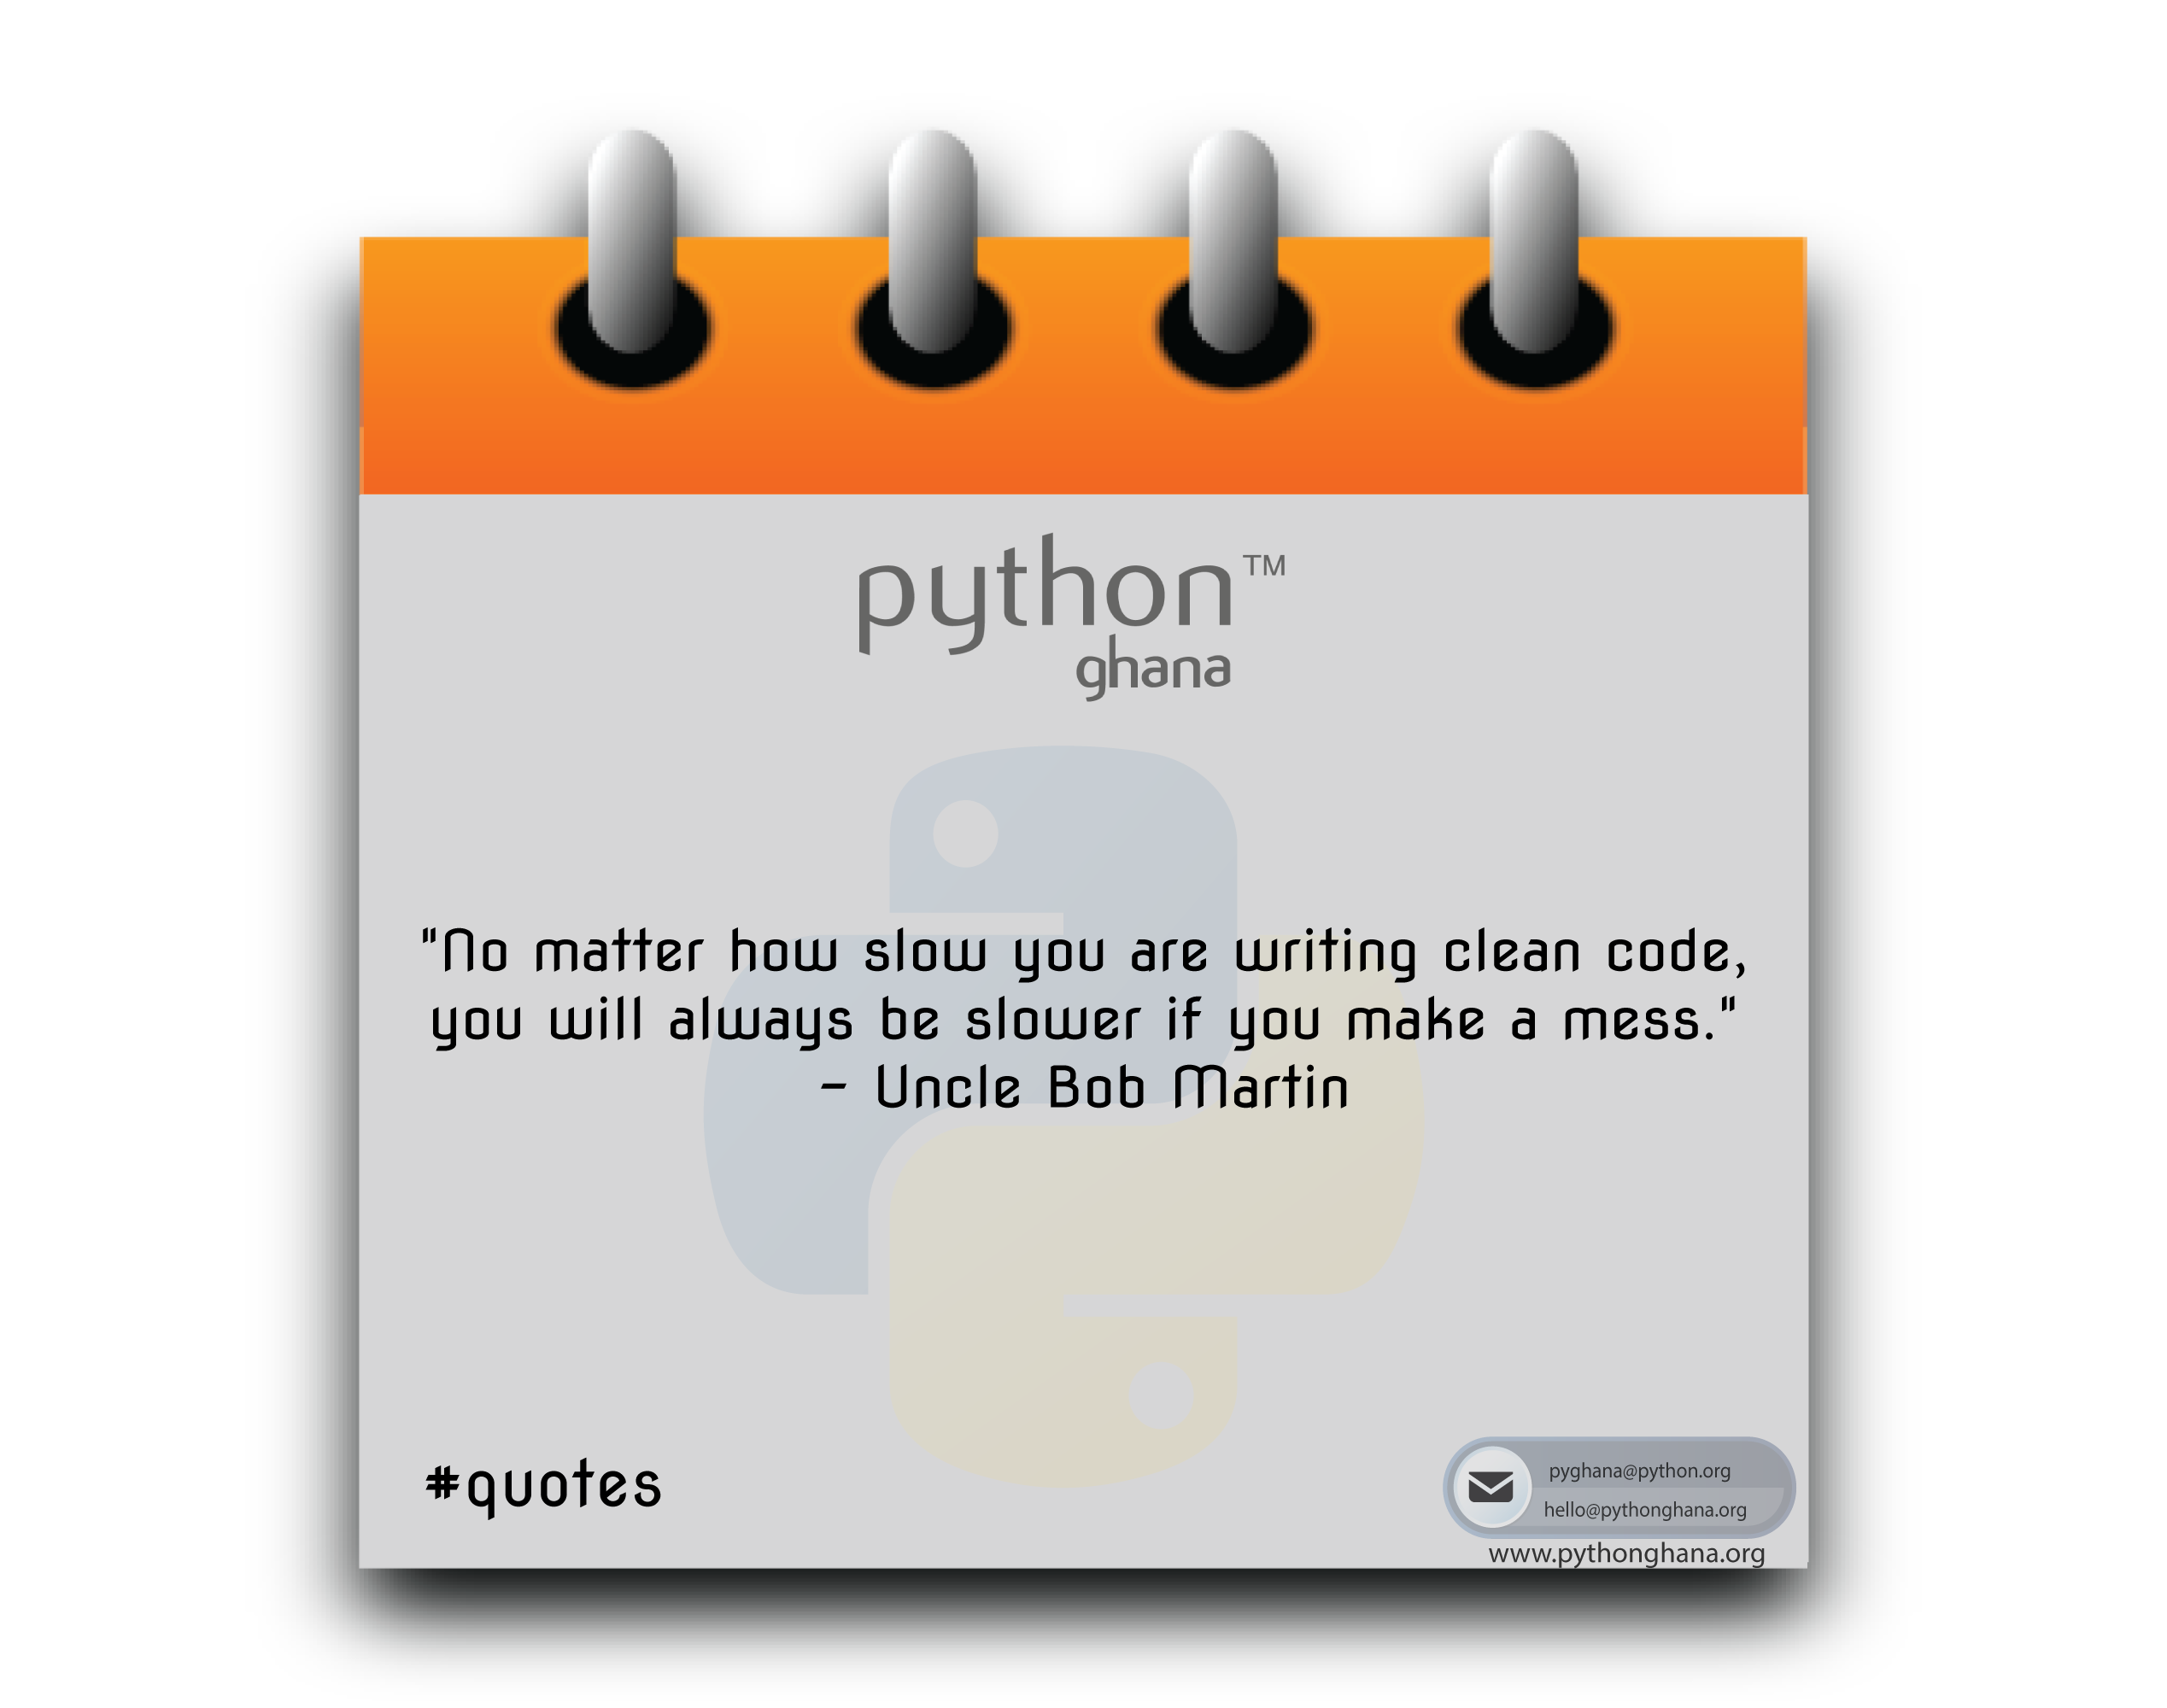 python™
ghana
"No matter how slow you are writing clean code,
you will always be slower if you make a mess."
- Uncle Bob Martin
#quotes
pyghana@python.org
hello@pythonghana.org
www.pythonghana.org